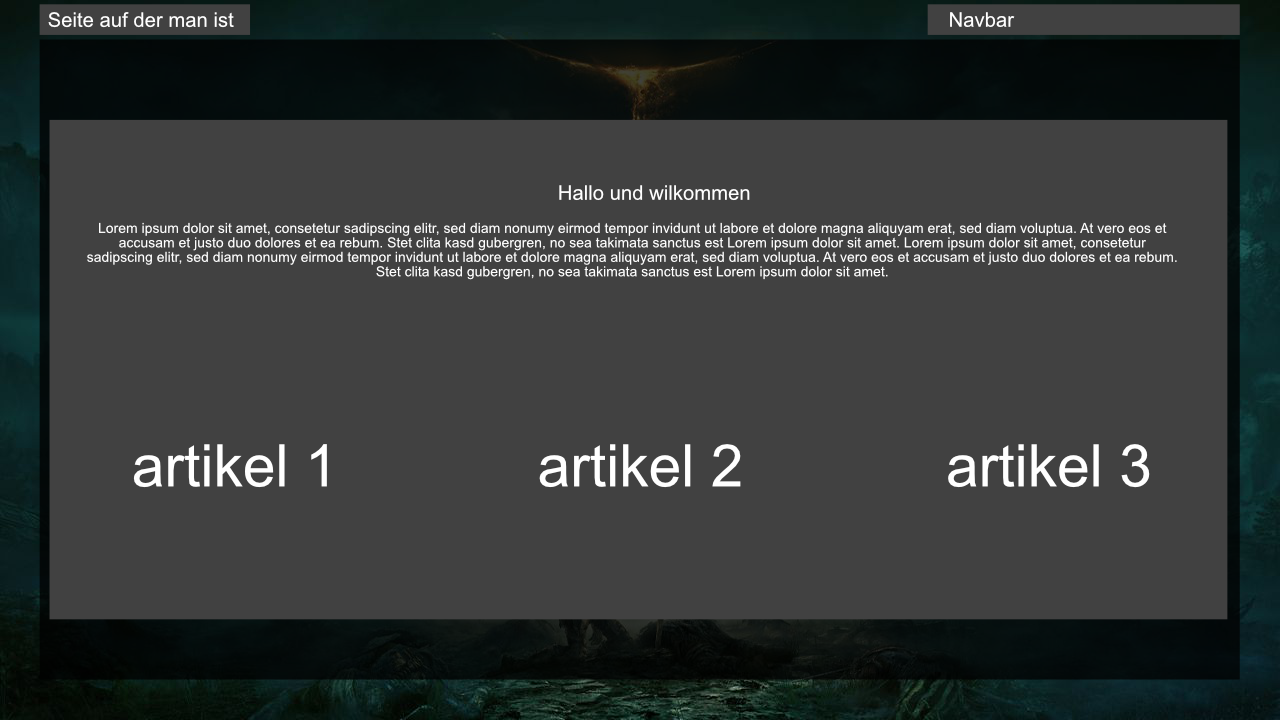 Seite auf der man ist
Navbar
Hallo und wilkommen
Lorem ipsum dolor sit amet, consetetur sadipscing elitr, sed diam nonumy eirmod tempor invidunt ut labore et dolore magna aliquyam erat, sed diam voluptua. At vero eos et
accusam et justo duo dolores et ea rebum. Stet clita kasd gubergren, no sea takimata sanctus est Lorem ipsum dolor sit amet. Lorem ipsum dolor sit amet, consetetur
sadipscing elitr, sed diam nonumy eirmod tempor invidunt ut labore et dolore magna aliquyam erat, sed diam voluptua. At vero eos et accusam et justo duo dolores et ea rebum.
Stet clita kasd gubergren, no sea takimata sanctus est Lorem ipsum dolor sit amet.
artikel 1
artikel 2
artikel 3